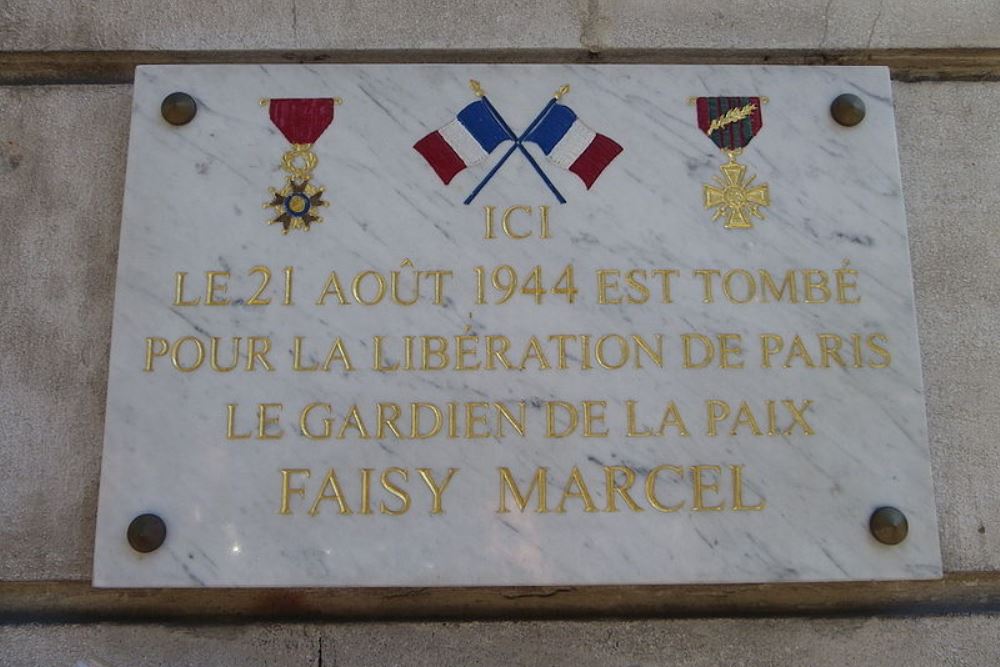 ICI
LE 21 AOÛT 1944 EST TOMBÉ
POUR LA LIBÉRATION DE PARIS
LE GARDIEN DE LA PAIX
FAISY MARCEL